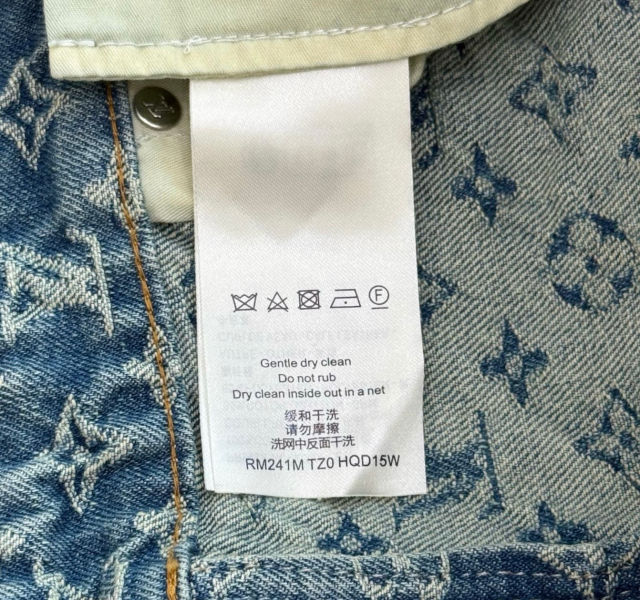 F
Gentle dry clean
Do not rub
Dry clean inside out in a net
缓和干洗
请勿摩擦
洗网中反面干洗
RM241M TZ0 HQD15W